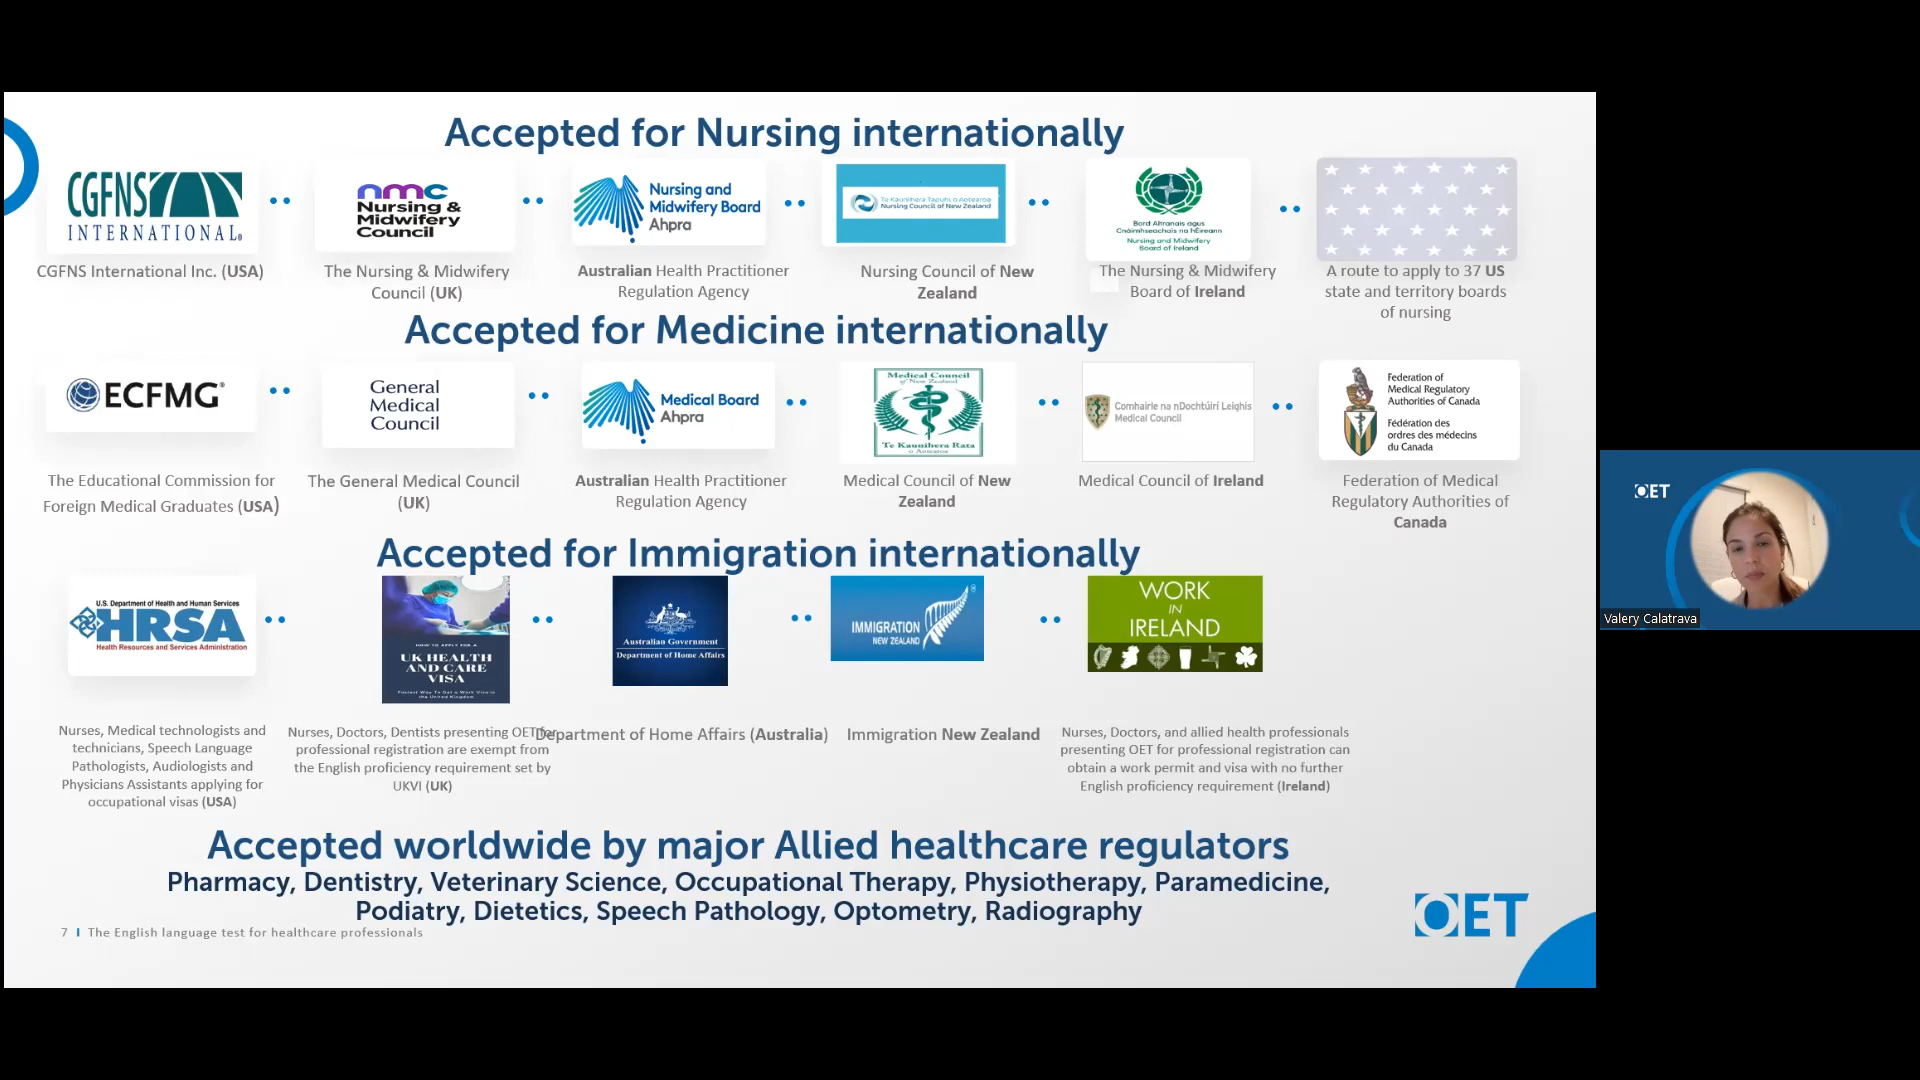 Accepted for Nursing internationally
CGFNS
INTERNATIONAL®
nmc
Nursing &
Midwifery
Council
Nursing and
Midwifery Board
Ahpra
Te Kaunihera Tapuhi o Aotearoa
Nursing Council of New Zealand
Bord Altranais agus
Cnáimhseachais na hÉireann
Nursing and Midwifery
Board of Ireland
CGFNS International Inc. (USA)
The Nursing & Midwifery
Council (UK)
Australian Health Practitioner
Regulation Agency
Nursing Council of New
Zealand
The Nursing & Midwifery
Board of Ireland
A route to apply to 37 US
state and territory boards
of nursing
Accepted for Medicine internationally
ECFMG®
General
Medical
Council
Medical Board
Ahpra
Medical Council
of New Zealand
Te Kaunihera Rata
o Aotearoa
Comhairle na nDochtúirí Leighis
Medical Council
Federation of
Medical Regulatory
Authorities of Canada
Fédération des
ordres des médecins
du Canada
The Educational Commission for
Foreign Medical Graduates (USA)
The General Medical Council
(UK)
Australian Health Practitioner
Regulation Agency
Medical Council of New
Zealand
Medical Council of Ireland
Federation of Medical
Regulatory Authorities of
Canada
Accepted for Immigration internationally
U.S. Department of Health and Human Services
HRSA
Health Resources and Services Administration
HOW TO APPLY FOR A
UK HEALTH
AND CARE
VISA
Fastest Way To Get a Work Visa in
the United Kingdom
Australian Government
Department of Home Affairs
IMMIGRATION
NEW ZEALAND
WORK
IN
IRELAND
Nurses, Medical technologists and
technicians, Speech Language
Pathologists, Audiologists and
Physicians Assistants applying for
occupational visas (USA)
Nurses, Doctors, Dentists presenting OET for
professional registration are exempt from
the English proficiency requirement set by
UKVI (UK)
Department of Home Affairs (Australia)
Immigration New Zealand
Nurses, Doctors, and allied health professionals
presenting OET for professional registration can
obtain a work permit and visa with no further
English proficiency requirement (Ireland)
Accepted worldwide by major Allied healthcare regulators
Pharmacy, Dentistry, Veterinary Science, Occupational Therapy, Physiotherapy, Paramedicine,
Podiatry, Dietetics, Speech Pathology, Optometry, Radiography
7 | The English language test for healthcare professionals
OET
OET
Valery Calatrava